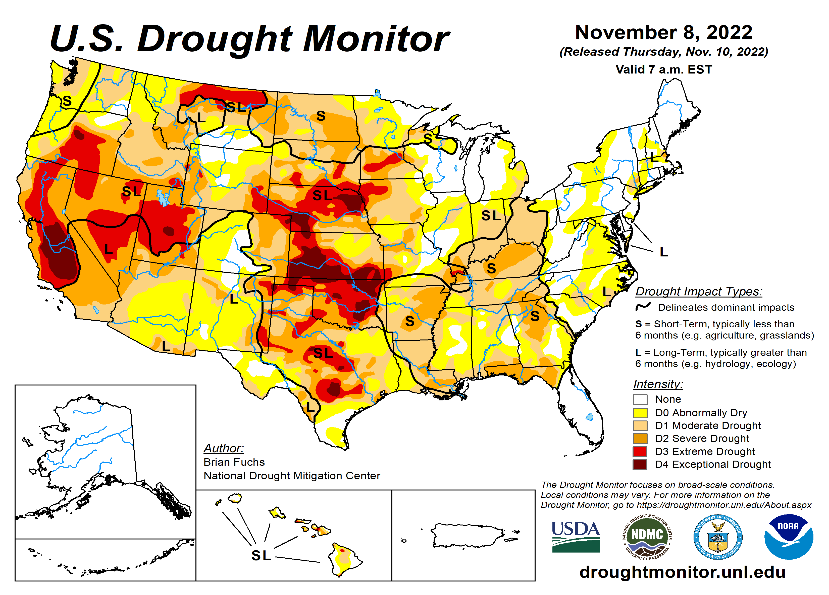 U.S. Drought Monitor
November 8, 2022
(Released Thursday, Nov. 10, 2022)
Valid 7 a.m. EST
S
SL
L
S
S
SL
SL
SL
L
S
L
L
L
L
S
S
S
L
SL
L
Drought Impact Types:
Delineates dominant impacts
S = Short-Term, typically less than
6 months (e.g. agriculture, grasslands)
L = Long-Term, typically greater than
6 months (e.g. hydrology, ecology)
Intensity:
None
D0 Abnormally Dry
D1 Moderate Drought
D2 Severe Drought
D3 Extreme Drought
D4 Exceptional Drought
Author:
Brian Fuchs
National Drought Mitigation Center
SL
The Drought Monitor focuses on broad-scale conditions.
Local conditions may vary. For more information on the
Drought Monitor, go to https://droughtmonitor.unl.edu/About.aspx
USDA
NDMC
NOAA
droughtmonitor.unl.edu